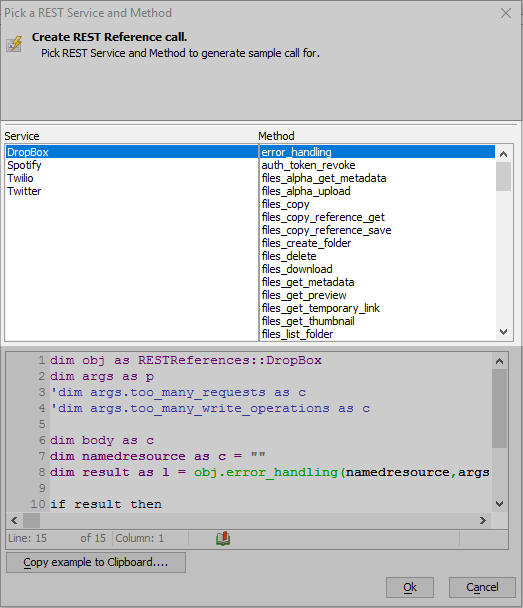 Pick a REST Service and Method
Create REST Reference call.
Pick REST Service and Method to generate sample call for.
Service
Method
DropBox
error_handling
Spotify
auth_token_revoke
Twilio
files_alpha_get_metadata
Twitter
files_alpha_upload
files_copy
files_copy_reference_get
files_copy_reference_save
files_create_folder
files_delete
files_download
files_get_metadata
files_get_preview
files_get_temporary_link
files_get_thumbnail
files_list_folder
1 dim obj as RESTReferences::DropBox
2 dim args as p
3 'dim args.too_many_requests as c
4 'dim args.too_many_write_operations as c
5
6 dim body as c
7 dim namedresource as c = ""
8 dim result as l = obj.error_handling(namedresource,args
9
10 if result then
Line: 15 of 15 Column: 1
Copy example to Clipboard....
Ok Cancel